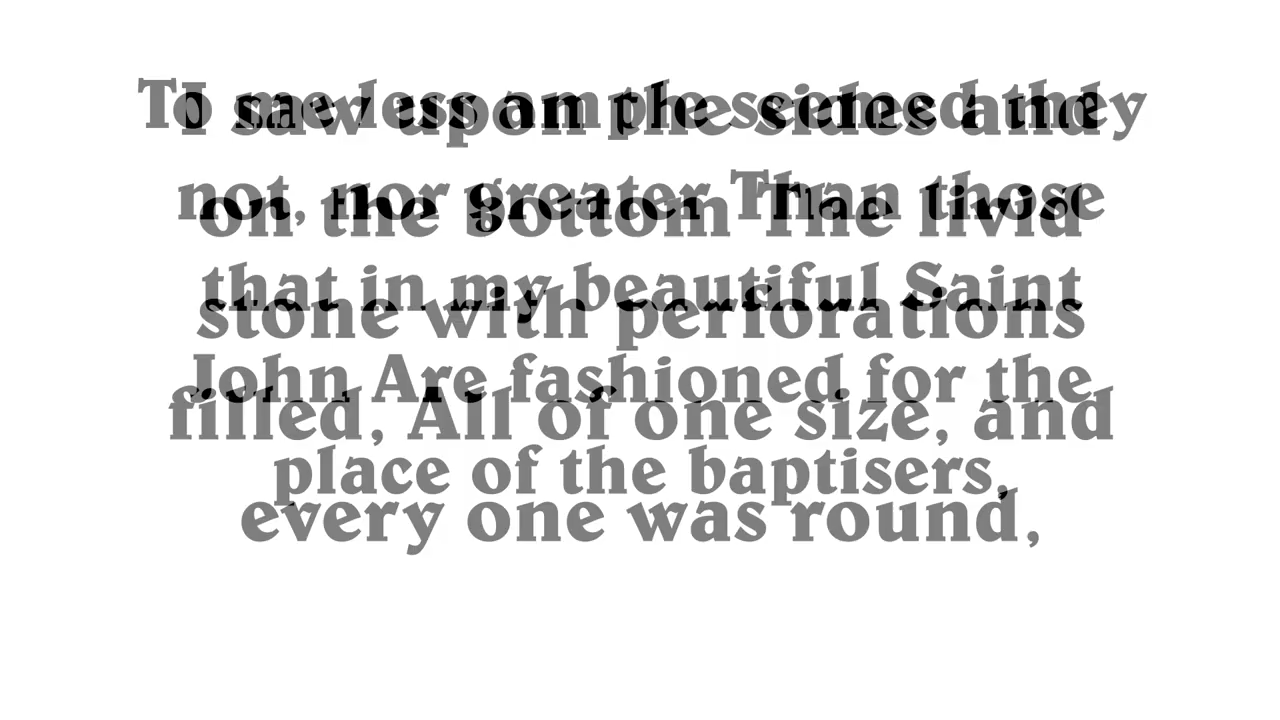 I saw upon the sides and
on the bottom The livid
stone with perforations
filled, All of one size, and
every one was round,
To me less ample seemed they
not, nor greater Than those
that in my beautiful Saint
John Are fashioned for the
place of the baptisers,